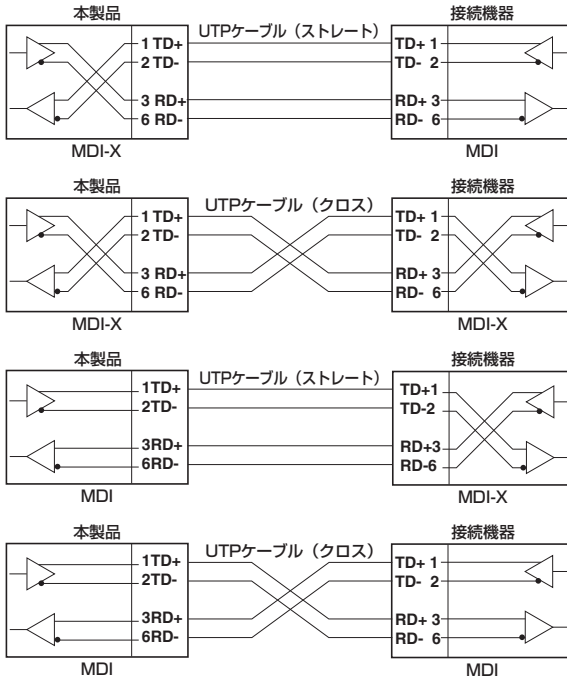 本製品
接続機器
UTPケーブル（ストレート）
1 TD+
TD+ 1
2 TD-
TD- 2
3 RD+
RD+ 3
6 RD-
RD- 6
MDI-X
MDI
本製品
接続機器
UTPケーブル（クロス）
1 TD+
TD+ 1
2 TD-
TD- 2
3 RD+
RD+ 3
6 RD-
RD- 6
MDI-X
MDI-X
本製品
接続機器
UTPケーブル（ストレート）
1TD+
TD+1
2TD-
TD-2
3RD+
RD+3
6RD-
RD-6
MDI
MDI-X
本製品
接続機器
UTPケーブル（クロス）
1TD+
TD+ 1
2TD-
TD- 2
3RD+
RD+ 3
6RD-
RD- 6
MDI
MDI